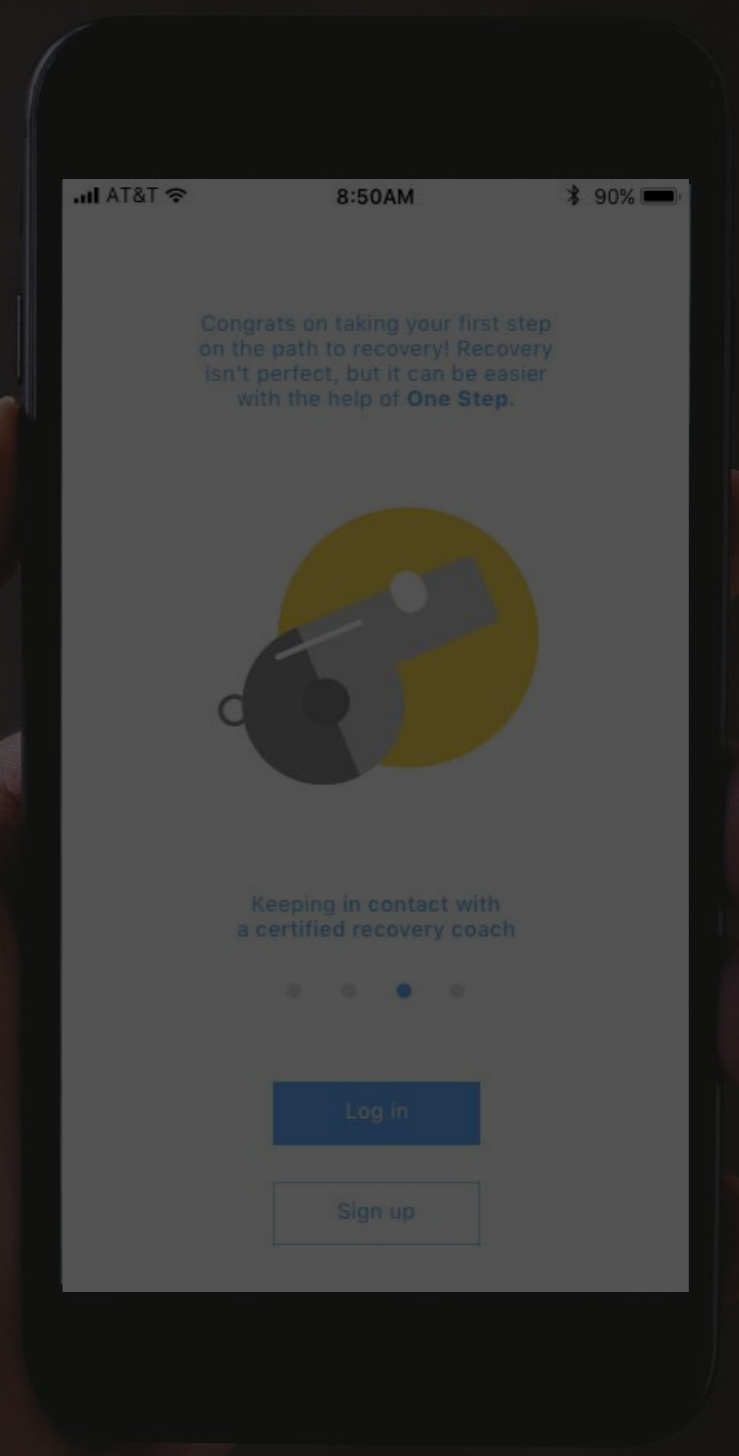 AT&T 8:50AM 90%
Congrats on taking your first step
on the path to recovery! Recovery
isn't perfect, but it can be easier
with the help of One Step.
Keeping in contact with
a certified recovery coach
Log in
Sign up